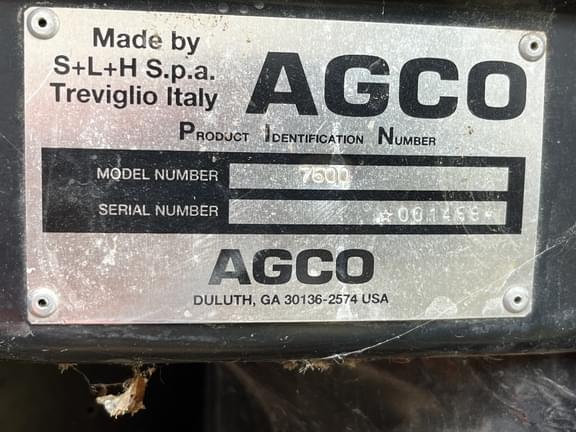 Made by
S+L+H S.p.a.
Treviglio Italy
AGCO
PRODUCT IDENTIFICATION NUMBER
MODEL NUMBER 7600
SERIAL NUMBER
AGCO
DULUTH, GA 30136-2574 USA